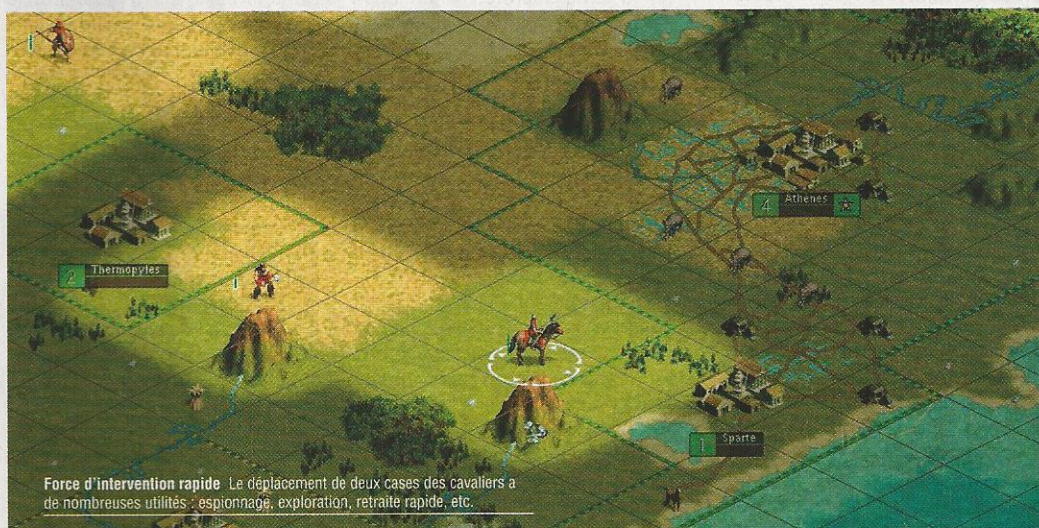 4 Athènes
2 Thermopyles
1 Sparte
Force d'intervention rapide Le déplacement de deux cases des cavaliers a
de nombreuses utilités : espionnage, exploration, retraite rapide, etc.